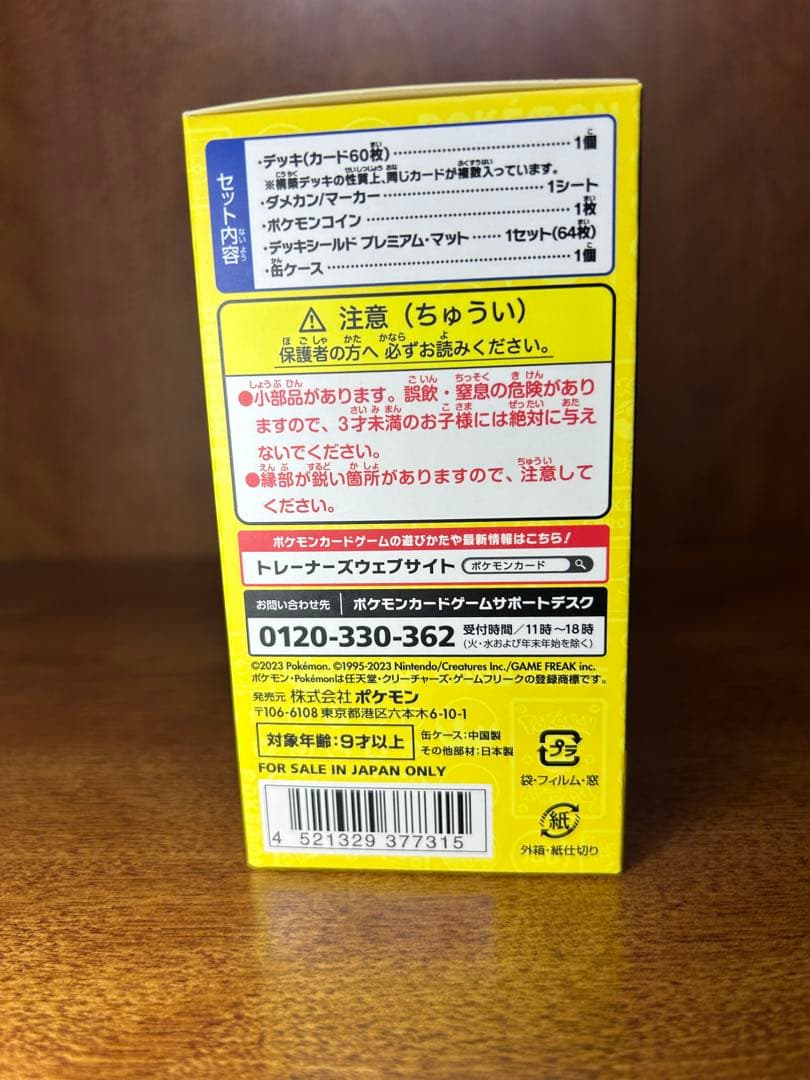 POKÉMON
セット内容
ないよう
・デッキ(カード60枚) 1個
※構築デッキの性質上、同じカードが複数入っています。
・ダメカン/マーカー 1シート
・ポケモンコイン 1枚
・デッキシールド プレミアム・マット 1セット(64枚)
・缶ケース 1個
⚠ 注意(ちゅうい)
保護者の方へ 必ずお読みください。
●小部品があります。誤飲・窒息の危険があり
ますので、3才未満のお子様には絶対に与え
ないでください。
●縁部が鋭い箇所がありますので、注意して
ください。
ポケモンカードゲームの遊びかたや最新情報はこちら!
トレーナーズウェブサイト ポケモンカード
お問い合わせ先 ポケモンカードゲームサポートデスク
0120-330-362 受付時間/11時~18時
(火・水および年末年始を除く)
©2023 Pokémon. ©1995-2023 Nintendo/Creatures Inc./GAME FREAK inc.
ポケモン・Pokémonは任天堂・クリーチャーズ・ゲームフリークの登録商標です。
発売元 株式会社 ポケモン
〒106-6108 東京都港区六本木6-10-1
対象年齢:9才以上
缶ケース:中国製
その他部材:日本製
FOR SALE IN JAPAN ONLY
プラ
袋・フィルム・窓
紙
外箱・紙仕切り
4 521329 377315